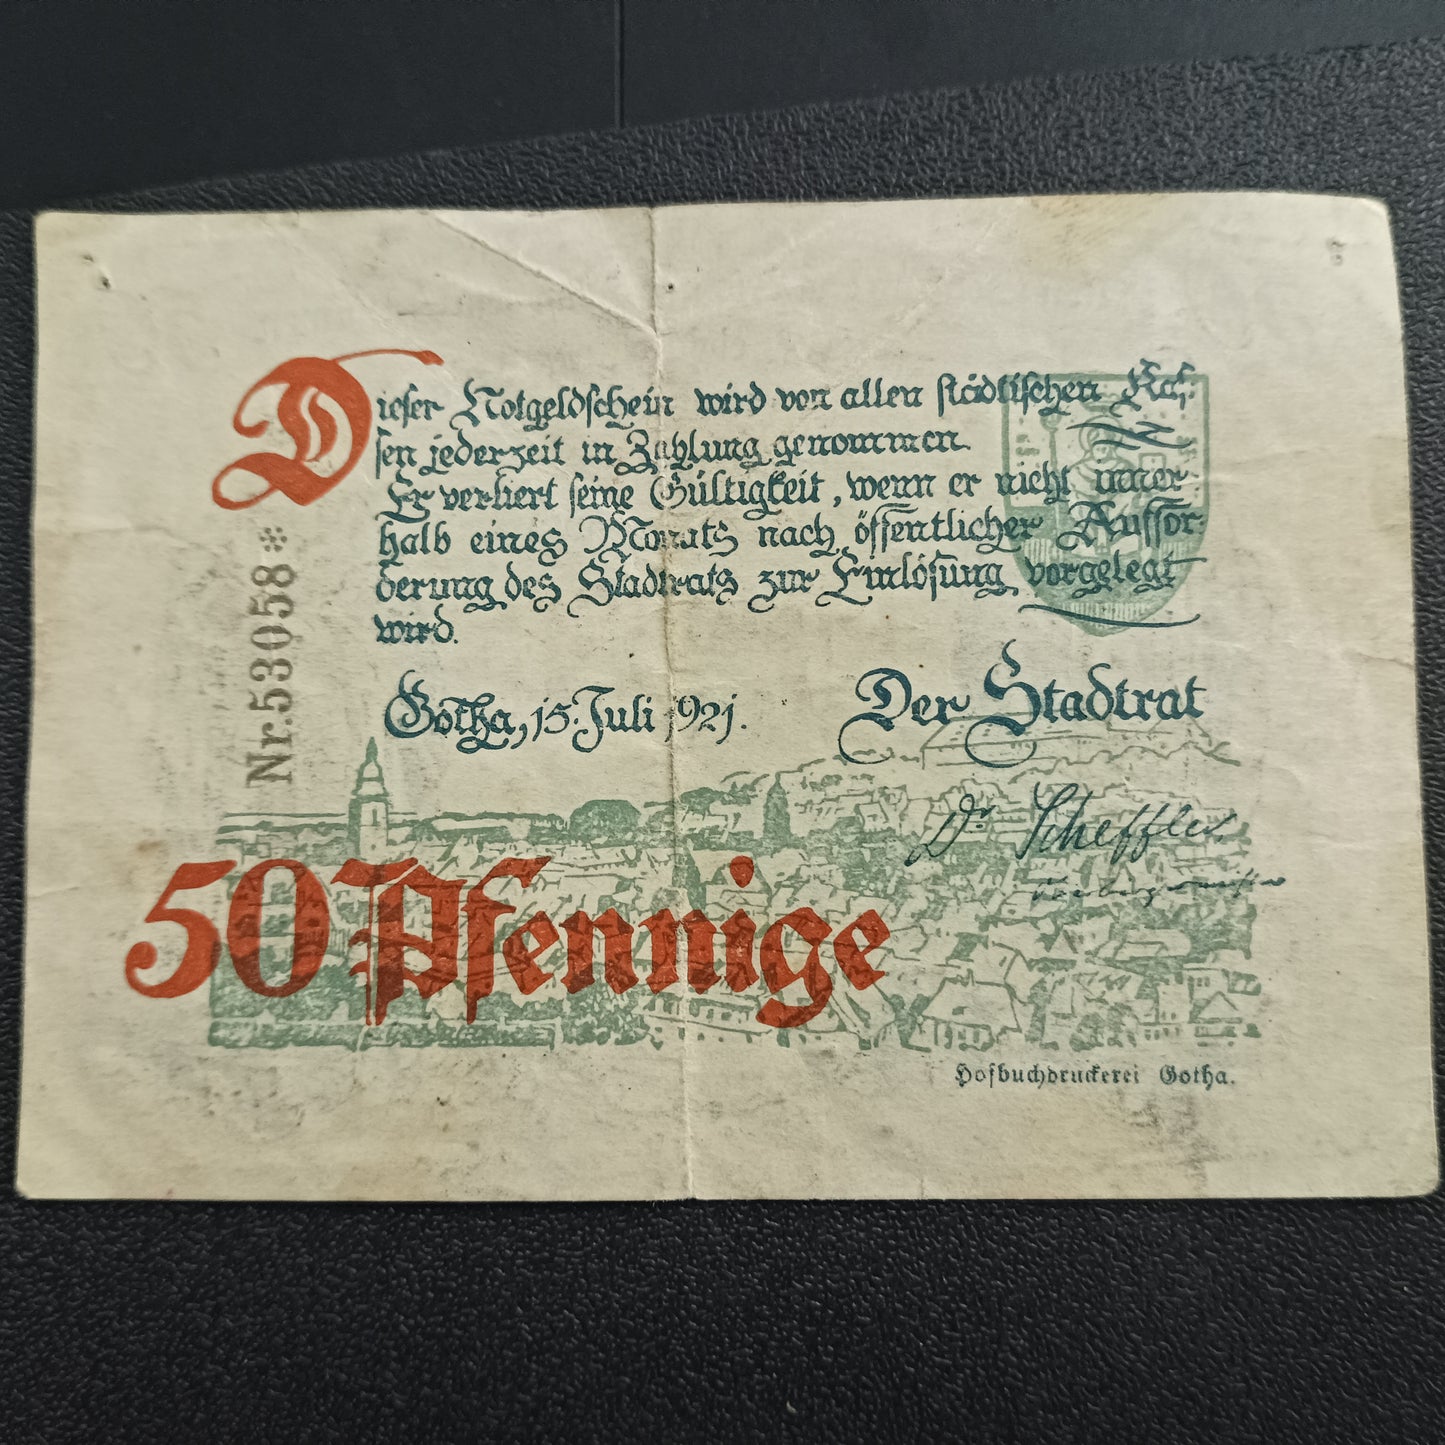 Dieser Notgeldschein wird von allen städtischen Kas-
sen jederzeit in Zahlung genommen.
Er verliert seine Gültigkeit, wenn er nicht inner-
halb eines Monats nach öffentlicher Auffor-
derung des Stadtrats zur Einlösung vorgelegt
wird.
Gotha, 15. Juli 1921.
Der Stadtrat
Dr. Scheffler
Nr. 53058 *
50 Pfennige
Hofbuchdruckerei Gotha.